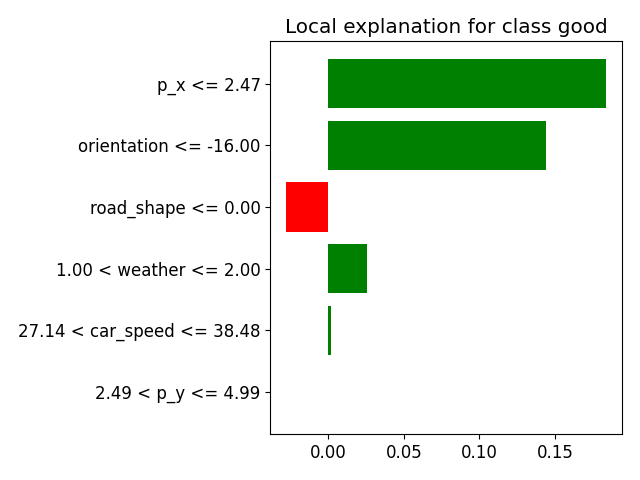 Local explanation for class good
p_x <= 2.47
orientation <= -16.00
road_shape <= 0.00
1.00 < weather <= 2.00
27.14 < car_speed <= 38.48
2.49 < p_y <= 4.99
0.00 0.05 0.10 0.15